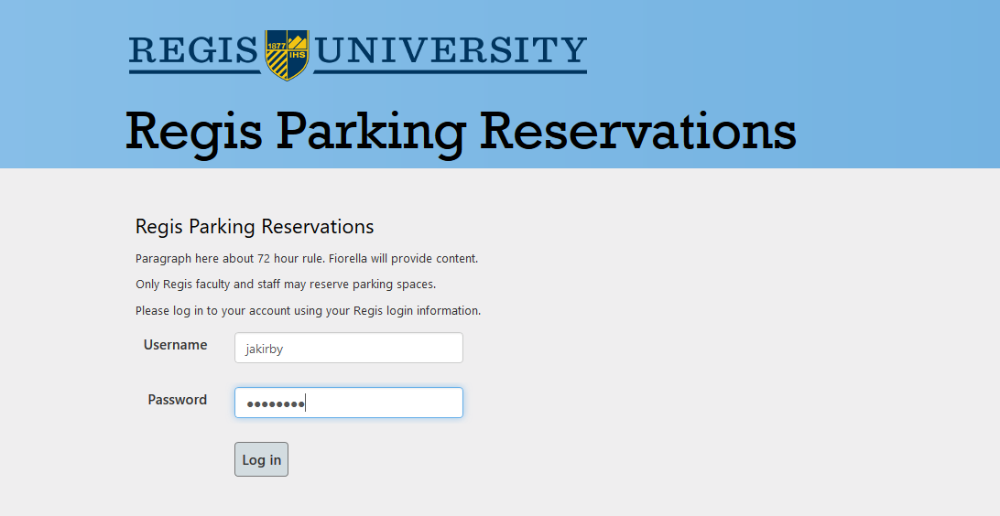 REGIS 1877 IHS UNIVERSITY
Regis Parking Reservations
Regis Parking Reservations
Paragraph here about 72 hour rule. Fiorella will provide content.
Only Regis faculty and staff may reserve parking spaces.
Please log in to your account using your Regis login information.
Username jakirby
Password ●●●●●●●●
Log in